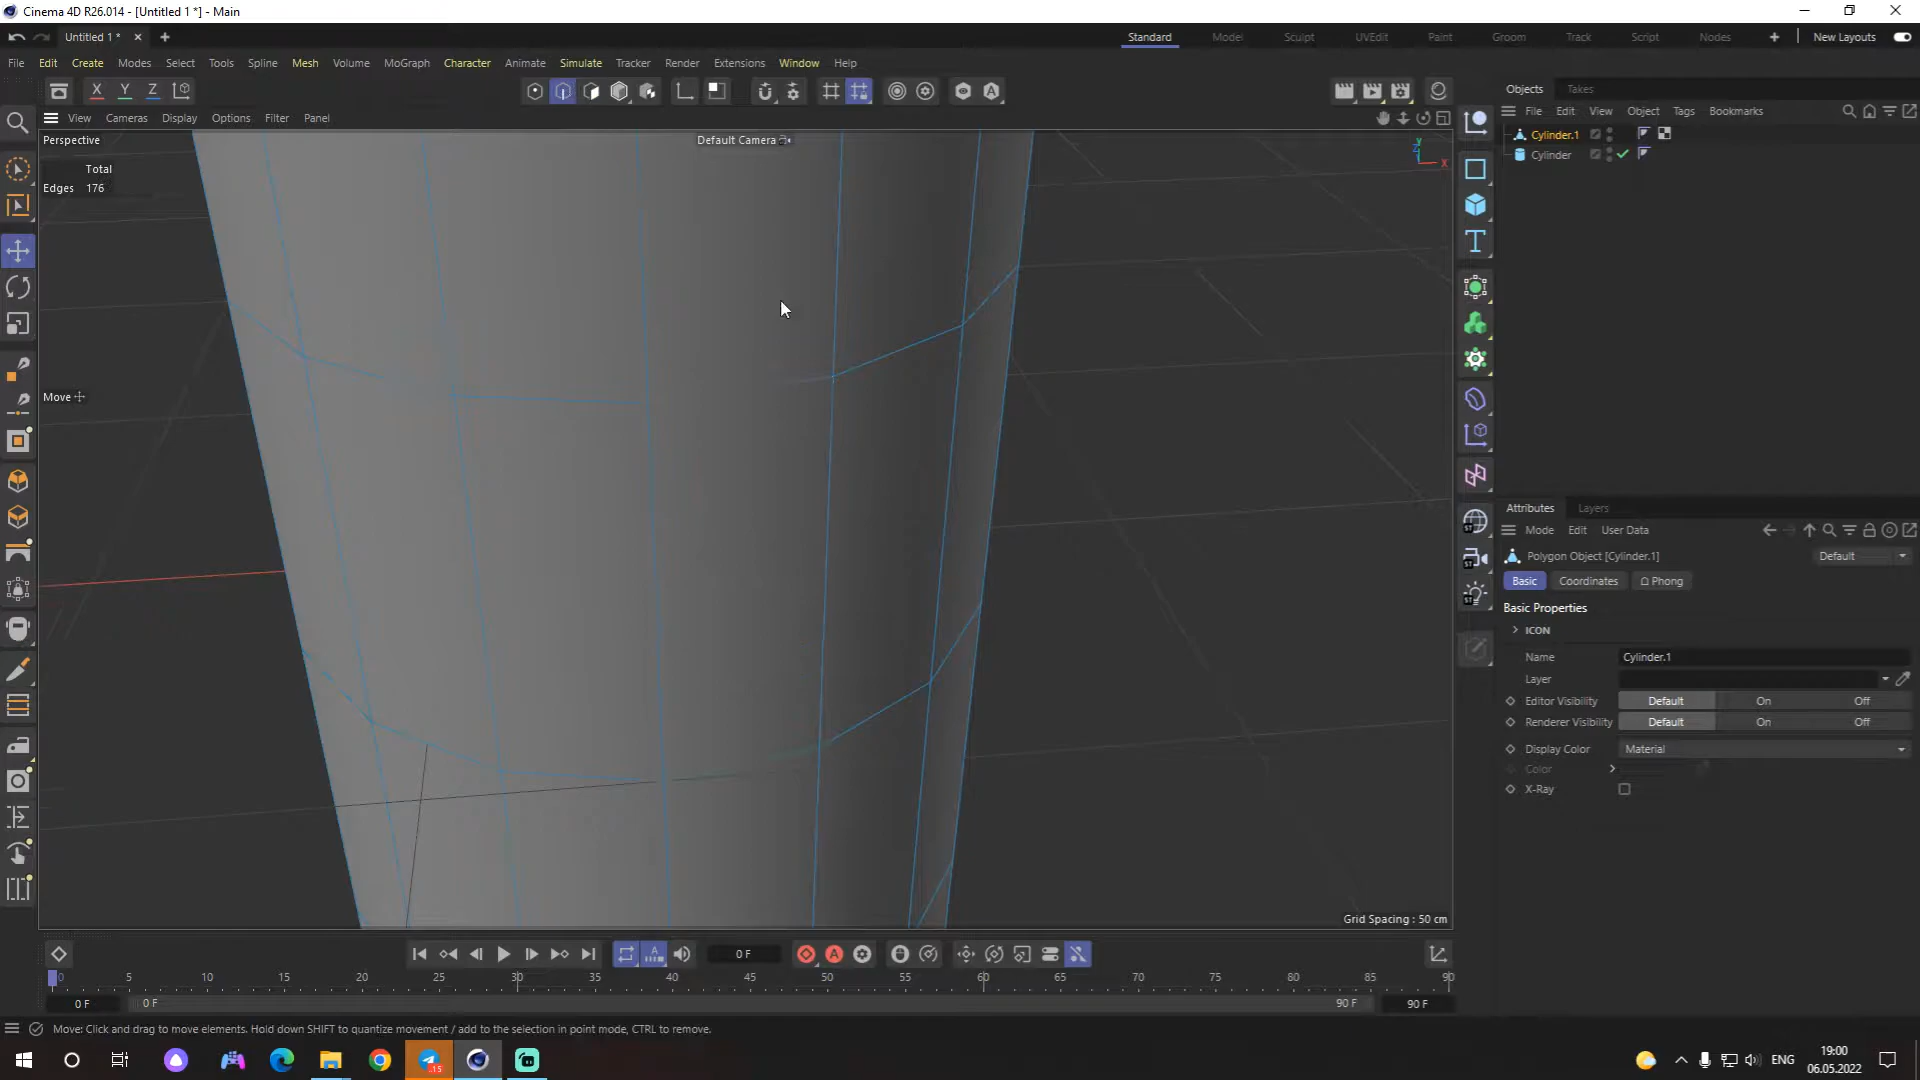 Cinema 4D R26.014 - [Untitled 1 *] - Main
Untitled 1 *
Standard Model Sculpt UVEdit Paint Groom Track Script Nodes New Layouts
File Edit Create Modes Select Tools Spline Mesh Volume MoGraph Character Animate Simulate Tracker Render Extensions Window Help
X Y Z
Objects Takes
File Edit View Object Tags Bookmarks
View Cameras Display Options Filter Panel
Cylinder.1
Cylinder
Perspective
Default Camera
Y
Z
X
Total
Edges 176
Move
Attributes Layers
Mode Edit User Data
Polygon Object [Cylinder.1]
Default
Basic Coordinates Phong
Basic Properties
ICON
Name Cylinder.1
Layer
Editor Visibility Default On Off
Renderer Visibility Default On Off
Display Color Material
Color
X-Ray
Grid Spacing : 50 cm
0 F
0 5 10 15 20 25 30 35 40 45 50 55 60 65 70 75 80 85 90
0 F 0 F 90 F 90 F
Move: Click and drag to move elements. Hold down SHIFT to quantize movement / add to the selection in point mode, CTRL to remove.
15
ENG
19:00
06.05.2022